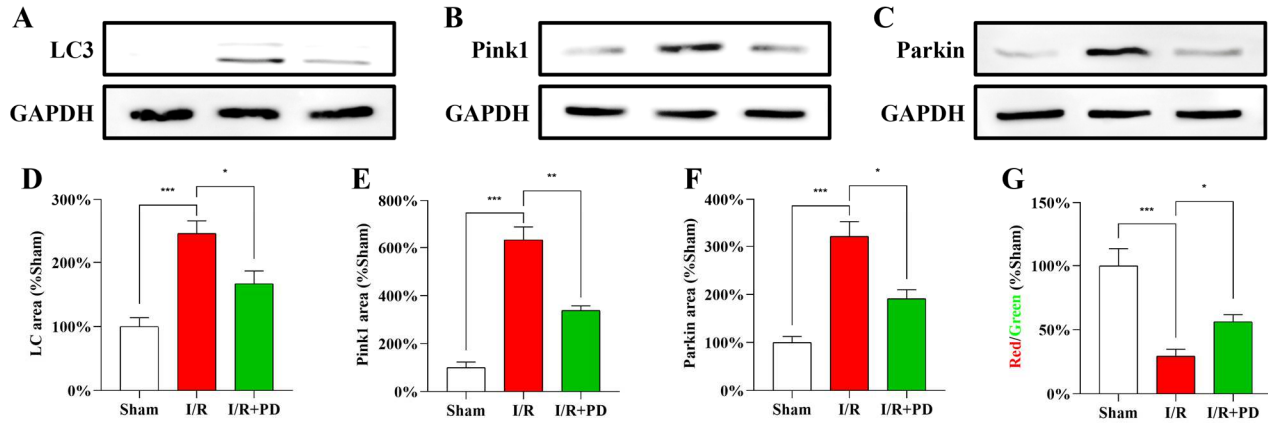 A
LC3
GAPDH
B
Pink1
GAPDH
C
Parkin
GAPDH
D
LC area (%Sham)
300%
200%
100%
0%
***
*
Sham I/R I/R+PD
E
Pink1 area (%Sham)
800%
600%
400%
200%
0%
***
**
Sham I/R I/R+PD
F
Parkin area (%Sham)
400%
300%
200%
100%
0%
***
*
Sham I/R I/R+PD
G
Red/Green (%Sham)
150%
100%
50%
0%
***
*
Sham I/R I/R+PD